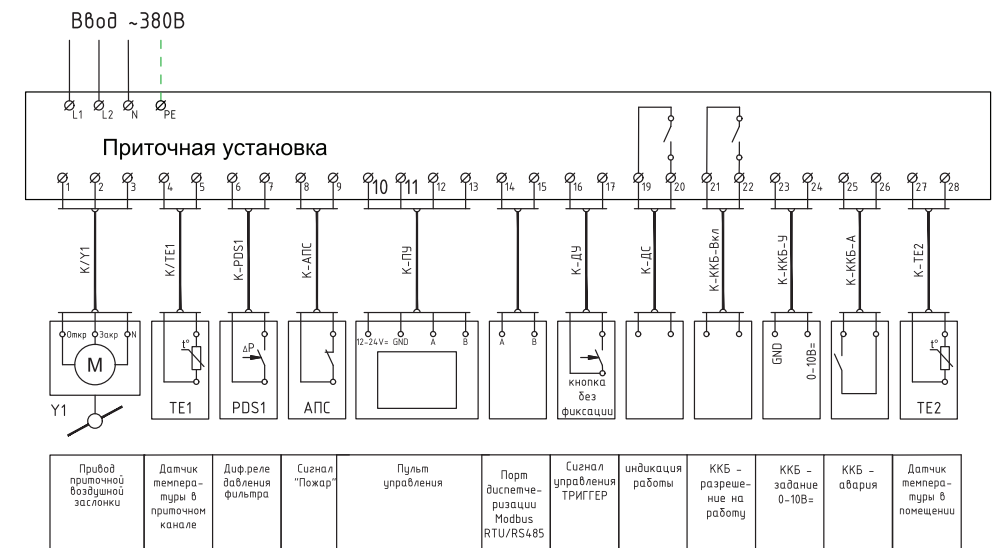 Ввод ~380В
L1 L2 N PE
Приточная установка
1 2 3 4 5 6 7 8 9 10 11 12 13 14 15 16 17 19 20 21 22 23 24 25 26 27 28
К/Y1
К/ТЕ1
К-PDS1
К-АПС
К-ПУ
К-ДУ
К-ДС
К-ККБ-Вкл
К-ККБ-У
К-ККБ-А
К-ТЕ2
Откр Закр N
М
Y1
t°
ТЕ1
ΔР
PDS1
АПС
12-24V= GND А В
А В
кнопка
без
фиксации
GND
0-10В=
t°
ТЕ2
Привод
приточной
воздушной
заслонки
Датчик
темпера-
туры в
приточном
канале
Диф.реле
давления
фильтра
Сигнал
"Пожар"
Пульт
управления
Порт
диспетче-
ризации
Modbus
RTU/RS485
Сигнал
управления
ТРИГГЕР
индикация
работы
ККБ -
разреше-
ние на
работу
ККБ -
задание
0-10В=
ККБ -
авария
Датчик
темпера-
туры в
помещении